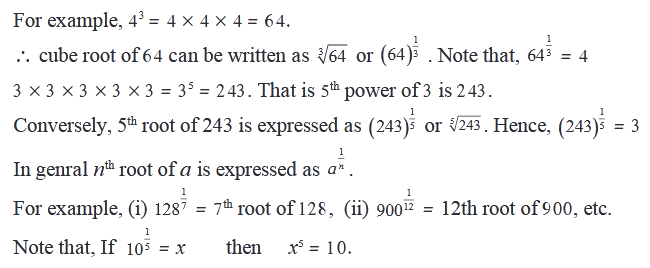 For example, 4³ = 4 × 4 × 4 = 64.
∴ cube root of 64 can be written as ∛64 or (64)^(1/3) . Note that, 64^(1/3) = 4
3 × 3 × 3 × 3 × 3 = 3⁵ = 243. That is 5ᵗʰ power of 3 is 243.
Conversely, 5ᵗʰ root of 243 is expressed as (243)^(1/5) or ⁵√243. Hence, (243)^(1/5) = 3
In genral nᵗʰ root of a is expressed as a^(1/n) .
For example, (i) 128^(1/7) = 7ᵗʰ root of 128, (ii) 900^(1/12) = 12th root of 900, etc.
Note that, If 10^(1/5) = x then x⁵ = 10.